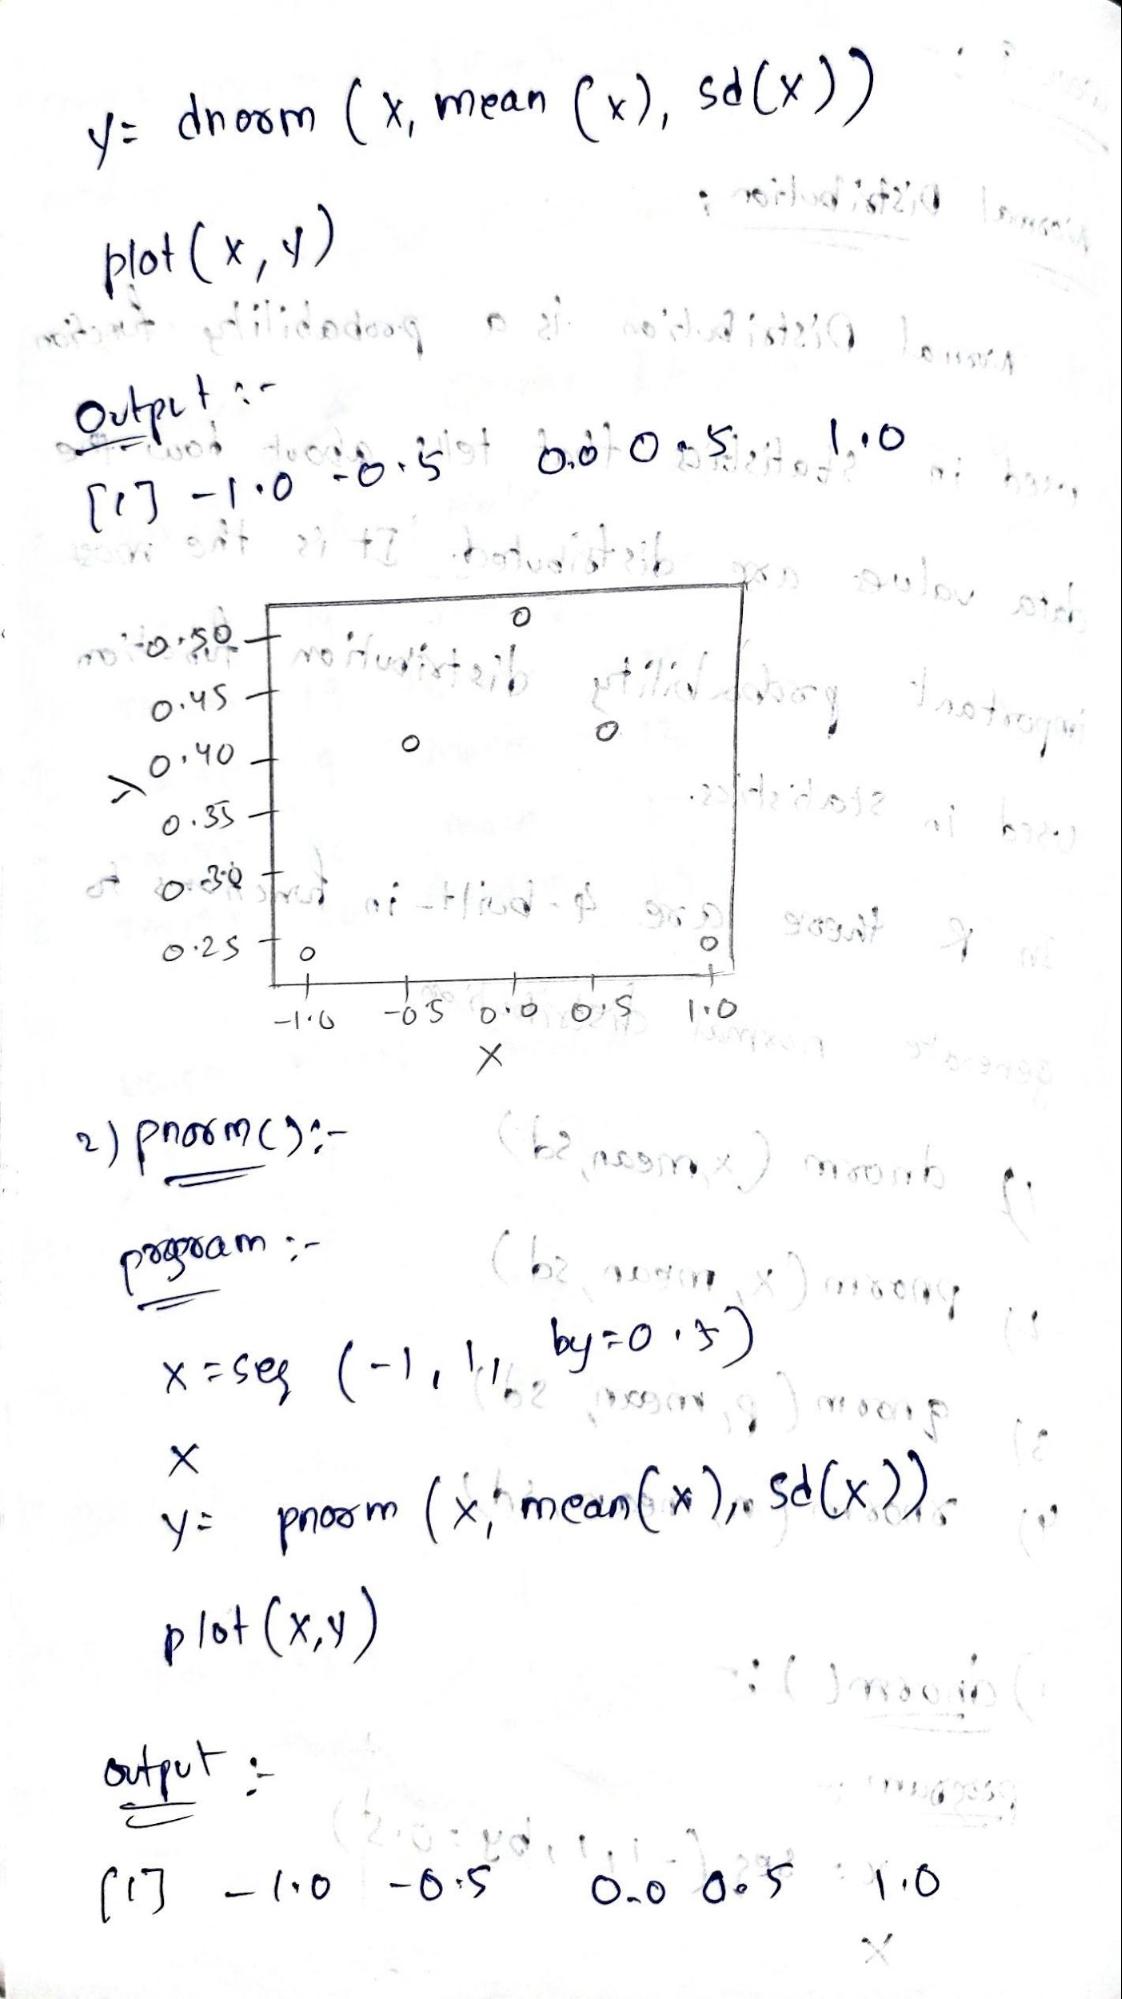 y= dnorm (x, mean (x), sd(x))
plot(x, y)
Output :-
[1] -1.0 -0.5 0.0 0.5 1.0
0.50
0.45
0.40
y
0.35
0.30
0.25
-1.0 -0.5 0.0 0.5 1.0
x
2) pnorm() :-
program :-
x = seq (-1, 1, by=0.5)
x
y= pnorm (x, mean(x), sd(x))
plot (x,y)
output :-
[1] -1.0 -0.5 0.0 0.5 1.0